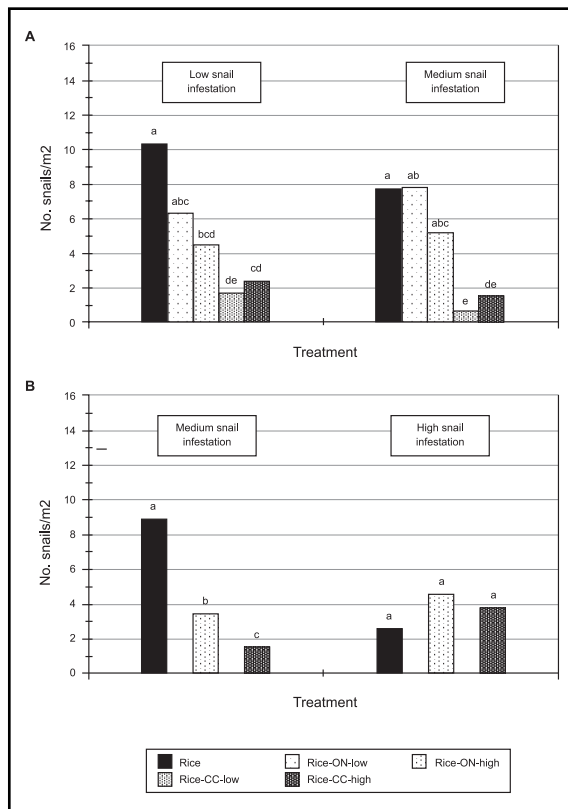 A
16
14
12
10
8
6
4
2
0
No. snails/m2
Low snail
infestation
Medium snail
infestation
a
abc
bcd
de
cd
a
ab
abc
e
de
Treatment
B
16
14
12
10
8
6
4
2
0
No. snails/m2
Medium snail
infestation
High snail
infestation
a
b
c
a
a
a
Treatment
Rice Rice-ON-low Rice-ON-high
Rice-CC-low Rice-CC-high